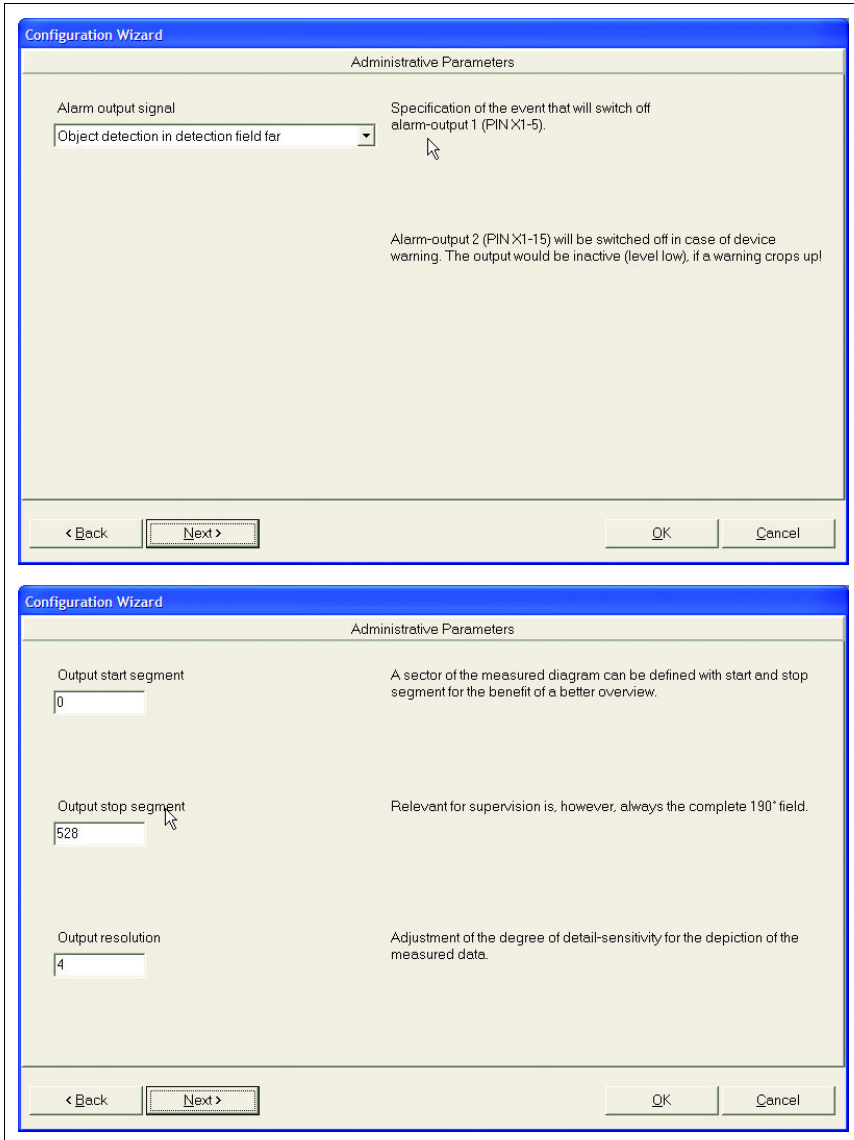 Configuration Wizard
Administrative Parameters
Alarm output signal
Object detection in detection field far
Specification of the event that will switch off
alarm-output 1 (PIN X1-5).
Alarm-output 2 (PIN X1-15) will be switched off in case of device
warning. The output would be inactive (level low), if a warning crops up!
< Back
Next >
OK
Cancel
Configuration Wizard
Administrative Parameters
Output start segment
0
A sector of the measured diagram can be defined with start and stop
segment for the benefit of a better overview.
Output stop segment
528
Relevant for supervision is, however, always the complete 190° field.
Output resolution
4
Adjustment of the degree of detail-sensitivity for the depiction of the
measured data.
< Back
Next >
OK
Cancel